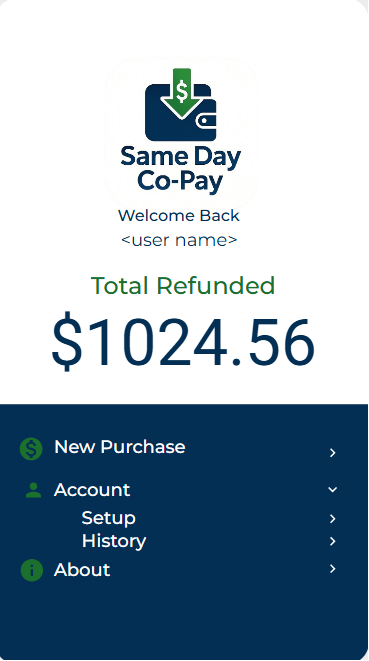 $
Same Day
Co-Pay
Welcome Back
<user name>
Total Refunded
$1024.56
New Purchase
Account
Setup
History
About